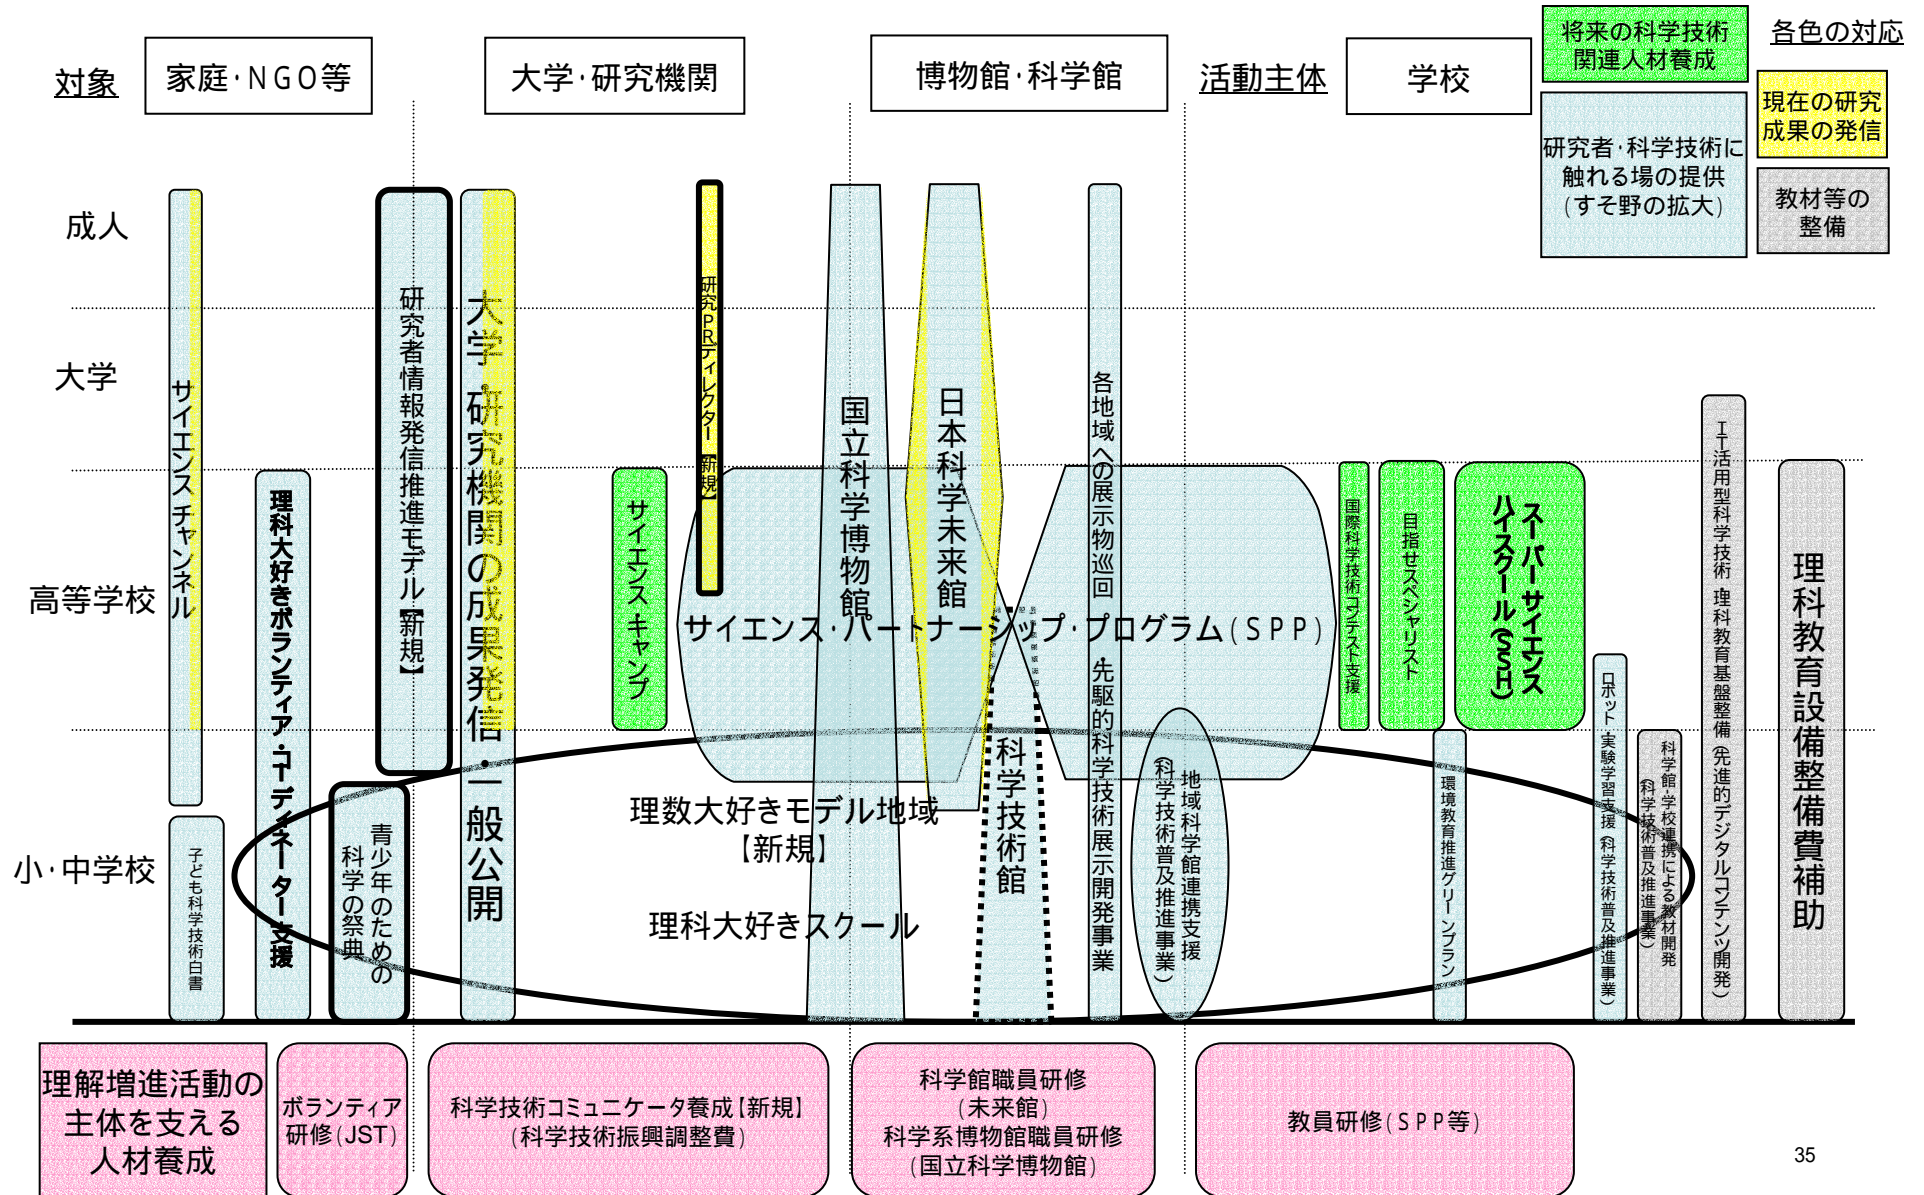 対象
家庭･NGO等
大学･研究機関
博物館･科学館
活動主体
学校
将来の科学技術
関連人材養成
各色の対応
現在の研究
成果の発信
研究者･科学技術に
触れる場の提供
(すそ野の拡大)
教材等の
整備
成人
大学
高等学校
小･中学校
サイエンスチャンネル
子ども科学技術白書
理科大好きボランティア・コーディネーター支援
研究者情報発信推進モデル【新規】
青少年のための
科学の祭典
大学･研究機関の成果発信・一般公開
サイエンス・キャンプ
研究PRディレクター【新規】
サイエンス･パートナーシップ･プログラム(SPP)
国立科学博物館
日本科学未来館
科学技術館
各地域への展示物巡回
先駆的科学技術展示開発事業
地域科学館連携支援
(科学技術普及推進事業)
理数大好きモデル地域
【新規】
理科大好きスクール
国際科学技術コンテスト支援
目指せスペシャリスト
スーパーサイエンス
ハイスクール(SSH)
環境教育推進グリーンプラン
ロボット・実験学習支援(科学技術普及推進事業)
科学館･学校連携による教材開発
(科学技術普及推進事業)
IT活用型科学技術・理科教育基盤整備(先進的デジタルコンテンツ開発)
理科教育設備整備費補助
理解増進活動の
主体を支える
人材養成
ボランティア
研修(JST)
科学技術コミュニケータ養成【新規】
(科学技術振興調整費)
科学館職員研修
(未来館)
科学系博物館職員研修
(国立科学博物館)
教員研修(SPP等)
35